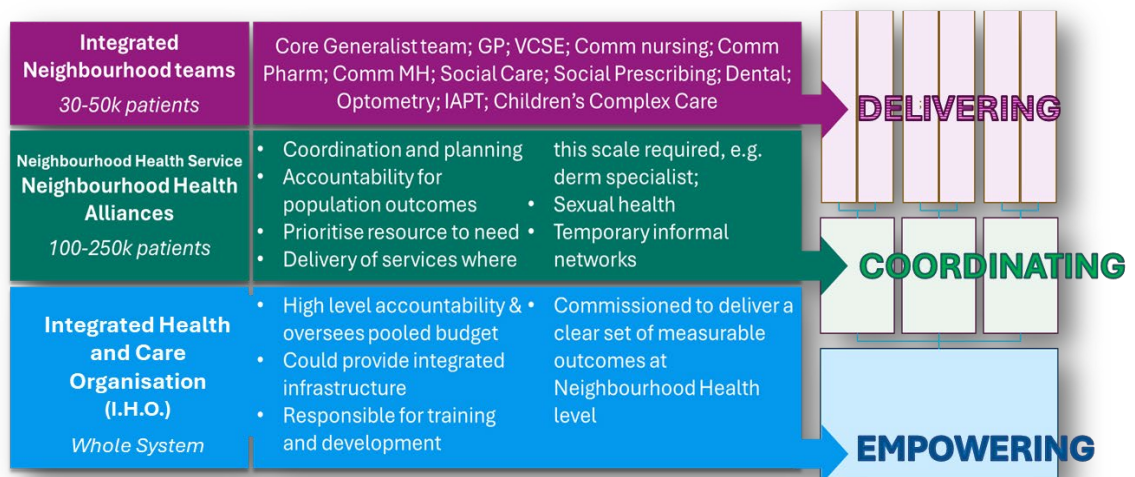 Integrated
Neighbourhood teams
30-50k patients
Core Generalist team; GP; VCSE; Comm nursing; Comm
Pharm; Comm MH; Social Care; Social Prescribing; Dental;
Optometry; IAPT; Children's Complex Care
DELIVERING
Neighbourhood Health Service
Neighbourhood Health
Alliances
100-250k patients
• Coordination and planning
• Accountability for
population outcomes
• Prioritise resource to need
• Delivery of services where
this scale required, e.g.
derm specialist;
• Sexual health
• Temporary informal
networks
COORDINATING
Integrated Health
and Care
Organisation
(I.H.O.)
Whole System
• High level accountability &
oversees pooled budget
• Could provide integrated
infrastructure
• Responsible for training
and development
• Commissioned to deliver a
clear set of measurable
outcomes at
Neighbourhood Health
level
EMPOWERING